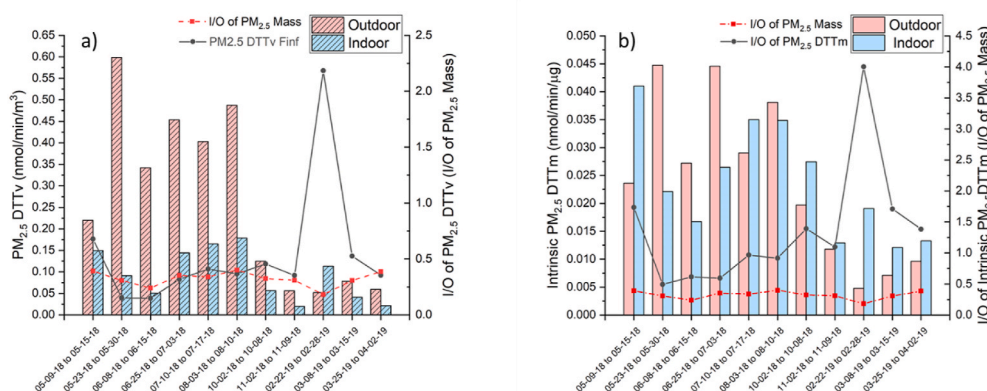 a)
I/O of PM2.5 Mass
PM2.5 DTTv Finf
Outdoor
Indoor
PM2.5 DTTv (nmol/min/m3)
0.65
0.60
0.55
0.50
0.45
0.40
0.35
0.30
0.25
0.20
0.15
0.10
0.05
0.00
2.5
2.0
1.5
1.0
0.5
0.0
I/O of PM2.5 DTTv (I/O of PM2.5 Mass)
05-09-18 to 05-15-18
05-23-18 to 05-30-18
06-08-18 to 06-15-18
06-25-18 to 07-03-18
07-10-18 to 07-17-18
08-03-18 to 08-10-18
10-02-18 to 10-08-18
11-02-18 to 11-09-18
02-22-19 to 02-28-19
03-08-19 to 03-15-19
03-25-19 to 04-02-19
b)
I/O of PM2.5 Mass
I/O of PM2.5 DTTm
Outdoor
Indoor
Intrinsic PM2.5 DTTm (nmol/min/µg)
0.050
0.045
0.040
0.035
0.030
0.025
0.020
0.015
0.010
0.005
0.000
4.5
4.0
3.5
3.0
2.5
2.0
1.5
1.0
0.5
0.0
I/O of Intrinsic PM2.5 DTTm (I/O of PM2.5 Mass)
05-09-18 to 05-15-18
05-23-18 to 05-30-18
06-08-18 to 06-15-18
06-25-18 to 07-03-18
07-10-18 to 07-17-18
08-03-18 to 08-10-18
10-02-18 to 10-08-18
11-02-18 to 11-09-18
02-22-19 to 02-28-19
03-08-19 to 03-15-19
03-25-19 to 04-02-19